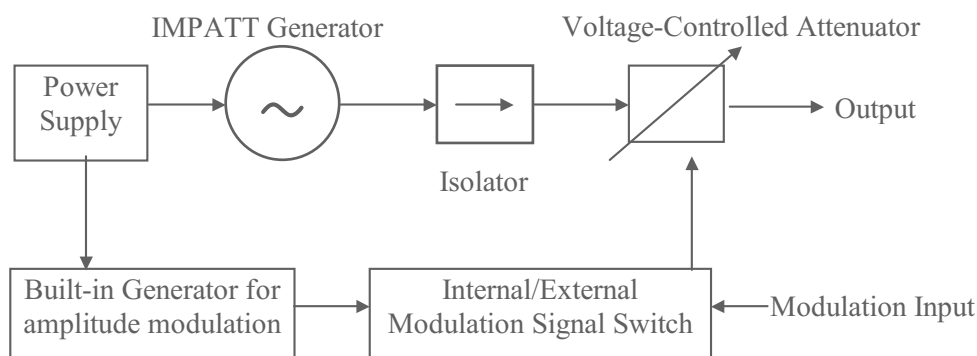 IMPATT Generator
Voltage-Controlled Attenuator
Power
Supply
Output
Isolator
Built-in Generator for
amplitude modulation
Internal/External
Modulation Signal Switch
Modulation Input